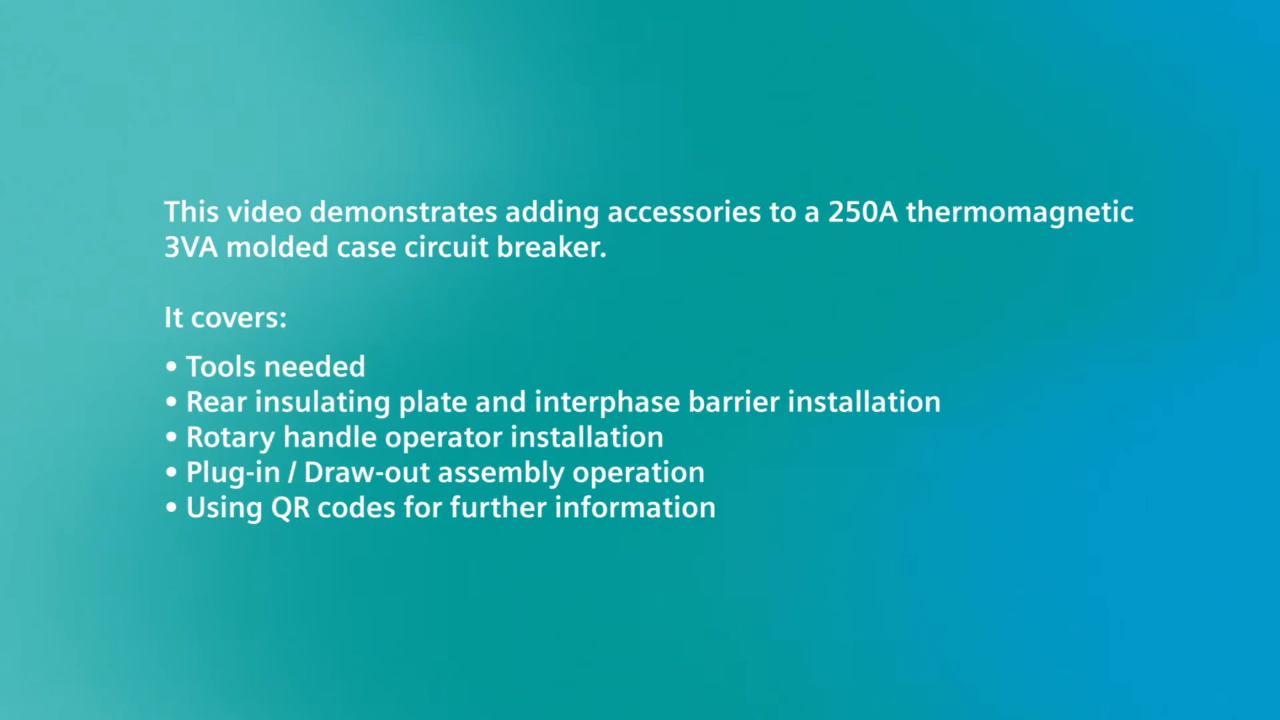 This video demonstrates adding accessories to a 250A thermomagnetic
3VA molded case circuit breaker.
It covers:
• Tools needed
• Rear insulating plate and interphase barrier installation
• Rotary handle operator installation
• Plug-in / Draw-out assembly operation
• Using QR codes for further information